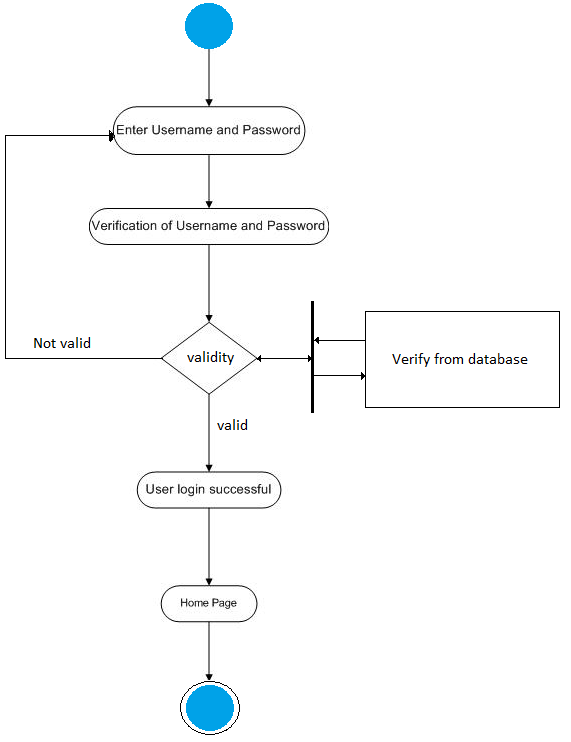 Enter Username and Password
Verification of Username and Password
Not valid
validity
Verify from database
valid
User login successful
Home Page